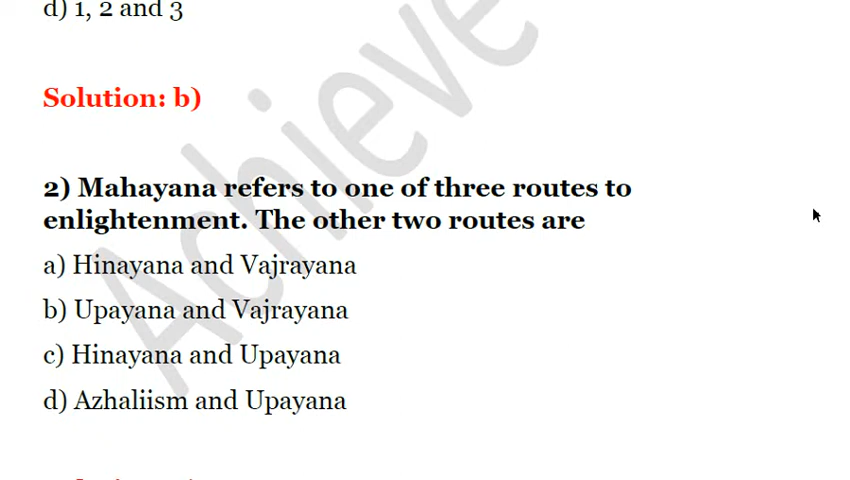 d) 1, 2 and 3
Solution: b)
2) Mahayana refers to one of three routes to
enlightenment. The other two routes are
a) Hinayana and Vajrayana
b) Upayana and Vajrayana
c) Hinayana and Upayana
d) Azhaliism and Upayana
Achieve